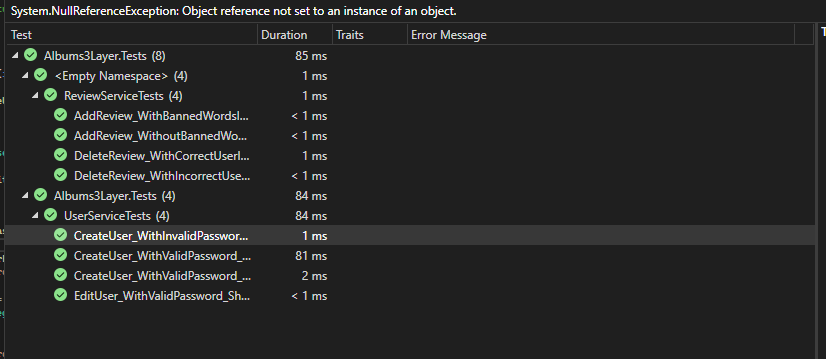 System.NullReferenceException: Object reference not set to an instance of an object.
Test Duration Traits Error Message
Albums3Layer.Tests (8) 85 ms
<Empty Namespace> (4) 1 ms
ReviewServiceTests (4) 1 ms
AddReview_WithBannedWordsI... < 1 ms
AddReview_WithoutBannedWo... < 1 ms
DeleteReview_WithCorrectUserI... 1 ms
DeleteReview_WithIncorrectUse... < 1 ms
Albums3Layer.Tests (4) 84 ms
UserServiceTests (4) 84 ms
CreateUser_WithInvalidPasswor... 1 ms
CreateUser_WithValidPassword_... 81 ms
CreateUser_WithValidPassword_... 2 ms
EditUser_WithValidPassword_Sh... < 1 ms